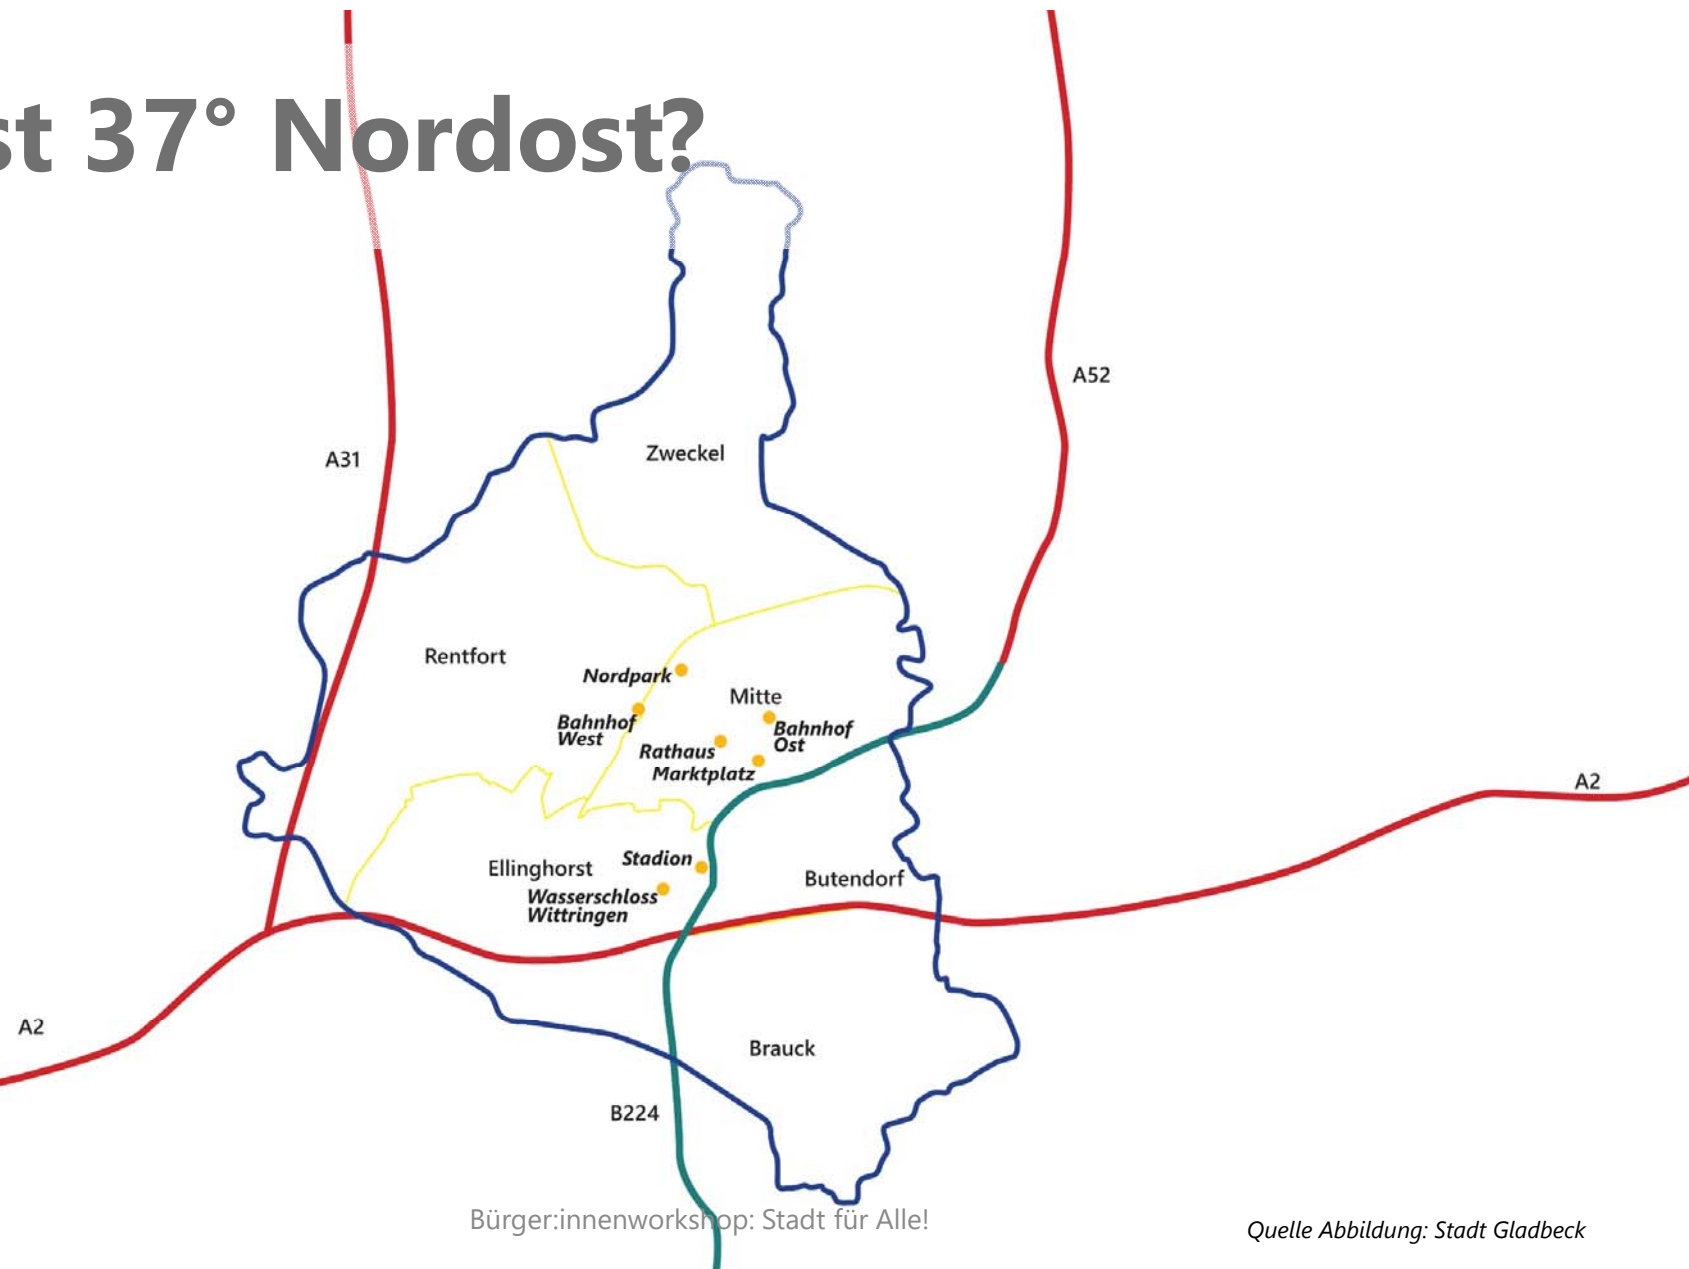 st 37° Nordost?
A52
Zweckel
A31
Rentfort
Nordpark
Mitte
Bahnhof
West
Bahnhof
Ost
Rathaus
Marktplatz
A2
Stadion
Ellinghorst
Butendorf
Wasserschloss
Wittringen
A2
Brauck
B224
Bürger:innenworkshop: Stadt für Alle!
Quelle Abbildung: Stadt Gladbeck